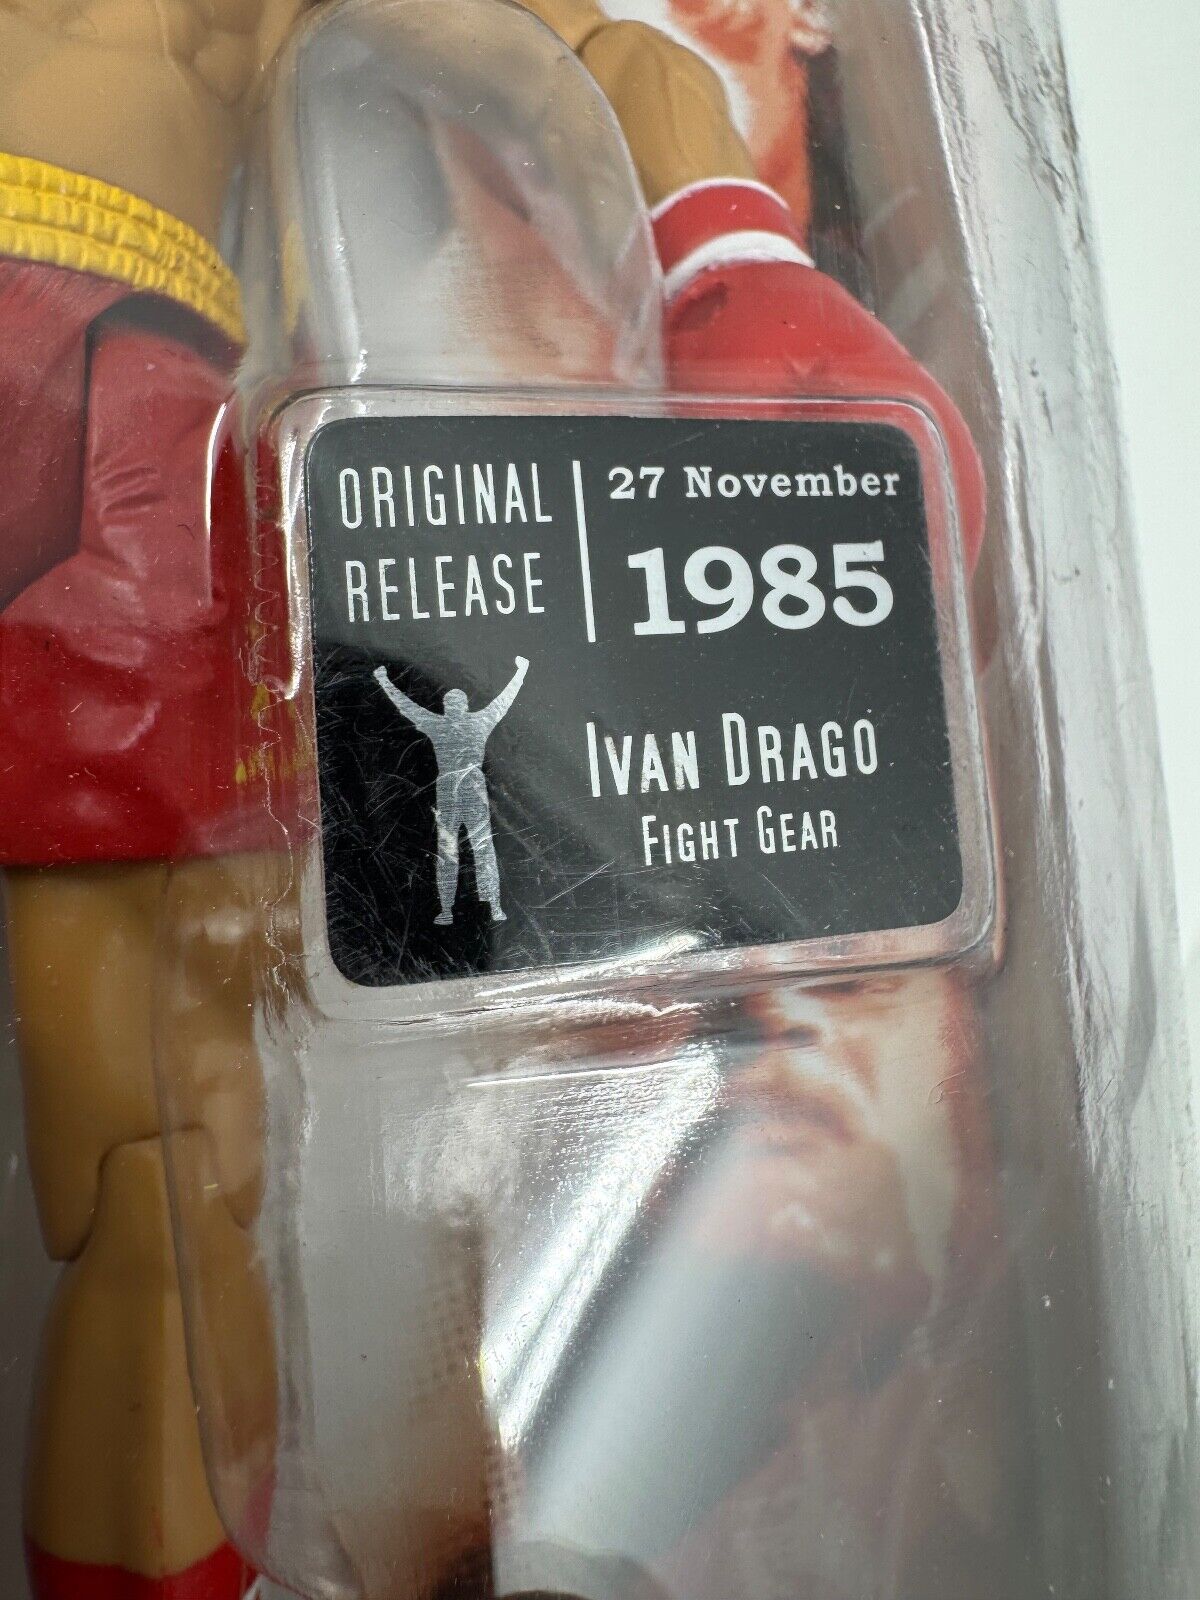 ORIGINAL
RELEASE
27 November
1985
IVAN DRAGO
FIGHT GEAR